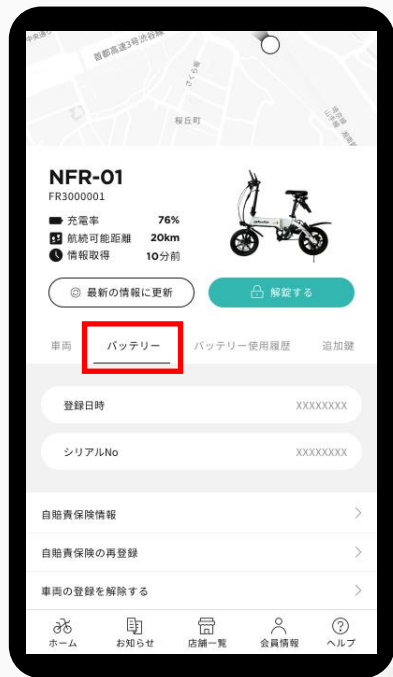 首都高速3号渋谷線
さくら坂
桜丘町
NFR-01
FR3000001
充電率 76%
航続可能距離 20km
情報取得 10分前
最新の情報に更新
解錠する
車両 バッテリー バッテリー使用履歴 追加鍵
登録日時 XXXXXXXX
シリアルNo XXXXXXXX
自賠責保険情報
自賠責保険の再登録
車両の登録を解除する
ホーム お知らせ 店舗一覧 会員情報 ヘルプ